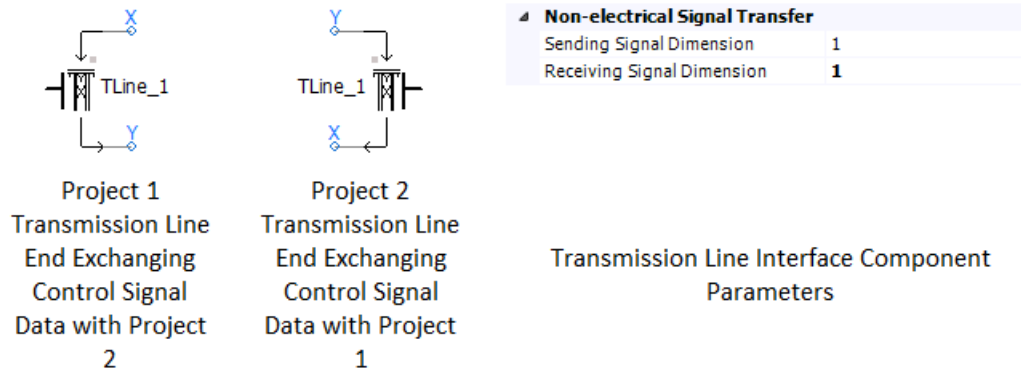 X
TLine_1
Y
Project 1
Transmission Line
End Exchanging
Control Signal
Data with Project
2
Y
TLine_1
X
Project 2
Transmission Line
End Exchanging
Control Signal
Data with Project
1
Non-electrical Signal Transfer
Sending Signal Dimension 1
Receiving Signal Dimension 1
Transmission Line Interface Component
Parameters